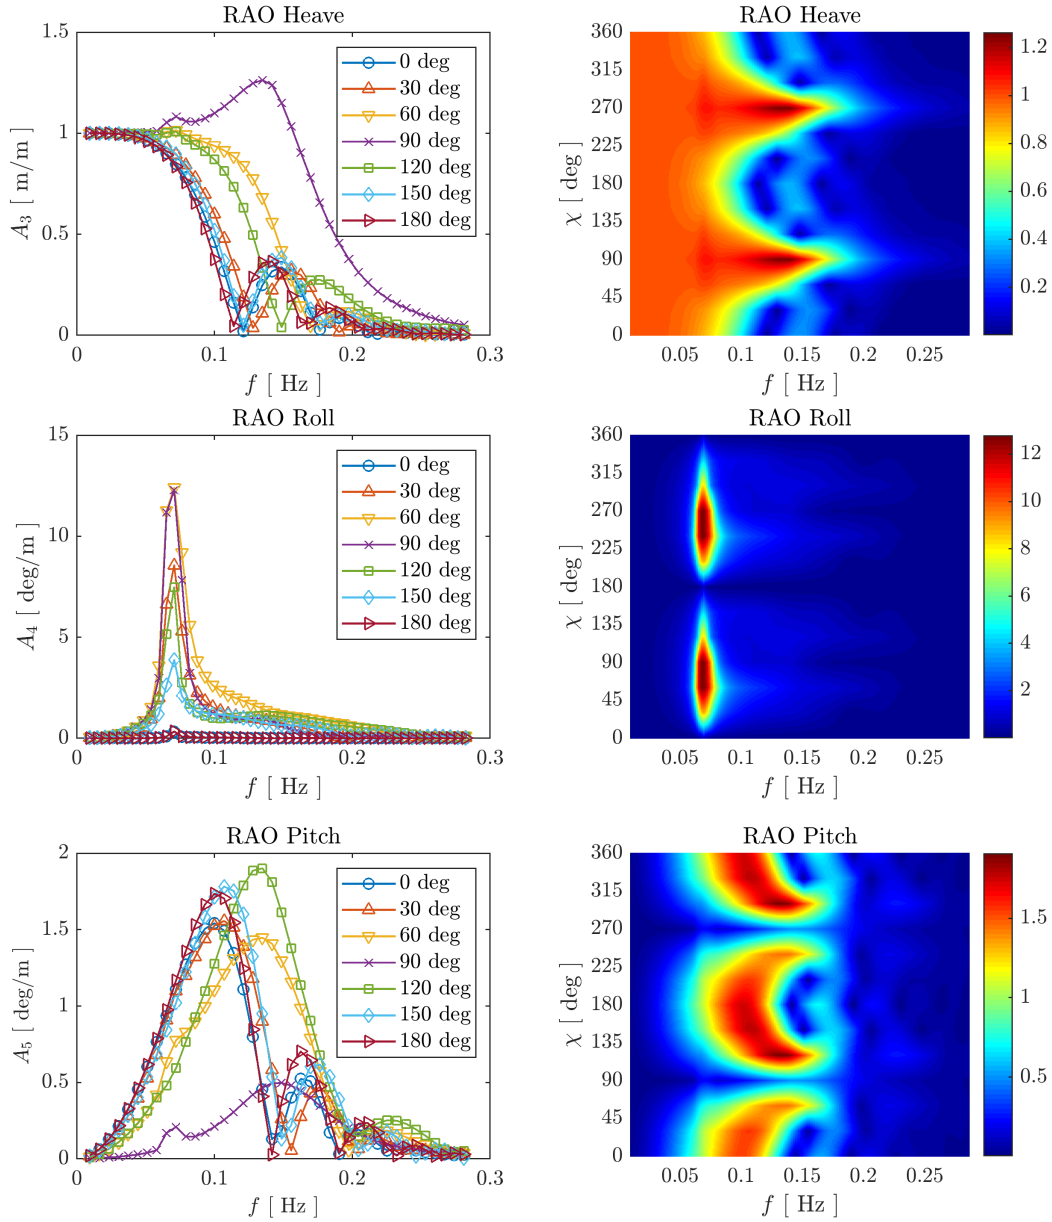 RAO Heave
1.5
1
0.5
0
0
0.1
0.2
0.3
A3 [ m/m ]
f [ Hz ]
0 deg
30 deg
60 deg
90 deg
120 deg
150 deg
180 deg
RAO Heave
360
315
270
225
180
135
90
45
0
0.05
0.1
0.15
0.2
0.25
χ [ deg ]
f [ Hz ]
1.2
1
0.8
0.6
0.4
0.2
RAO Roll
15
10
5
0
0
0.1
0.2
0.3
A4 [ deg/m ]
f [ Hz ]
0 deg
30 deg
60 deg
90 deg
120 deg
150 deg
180 deg
RAO Roll
360
315
270
225
180
135
90
45
0
0.05
0.1
0.15
0.2
0.25
χ [ deg ]
f [ Hz ]
12
10
8
6
4
2
RAO Pitch
2
1.5
1
0.5
0
0
0.1
0.2
0.3
A5 [ deg/m ]
f [ Hz ]
0 deg
30 deg
60 deg
90 deg
120 deg
150 deg
180 deg
RAO Pitch
360
315
270
225
180
135
90
45
0
0.05
0.1
0.15
0.2
0.25
χ [ deg ]
f [ Hz ]
1.5
1
0.5